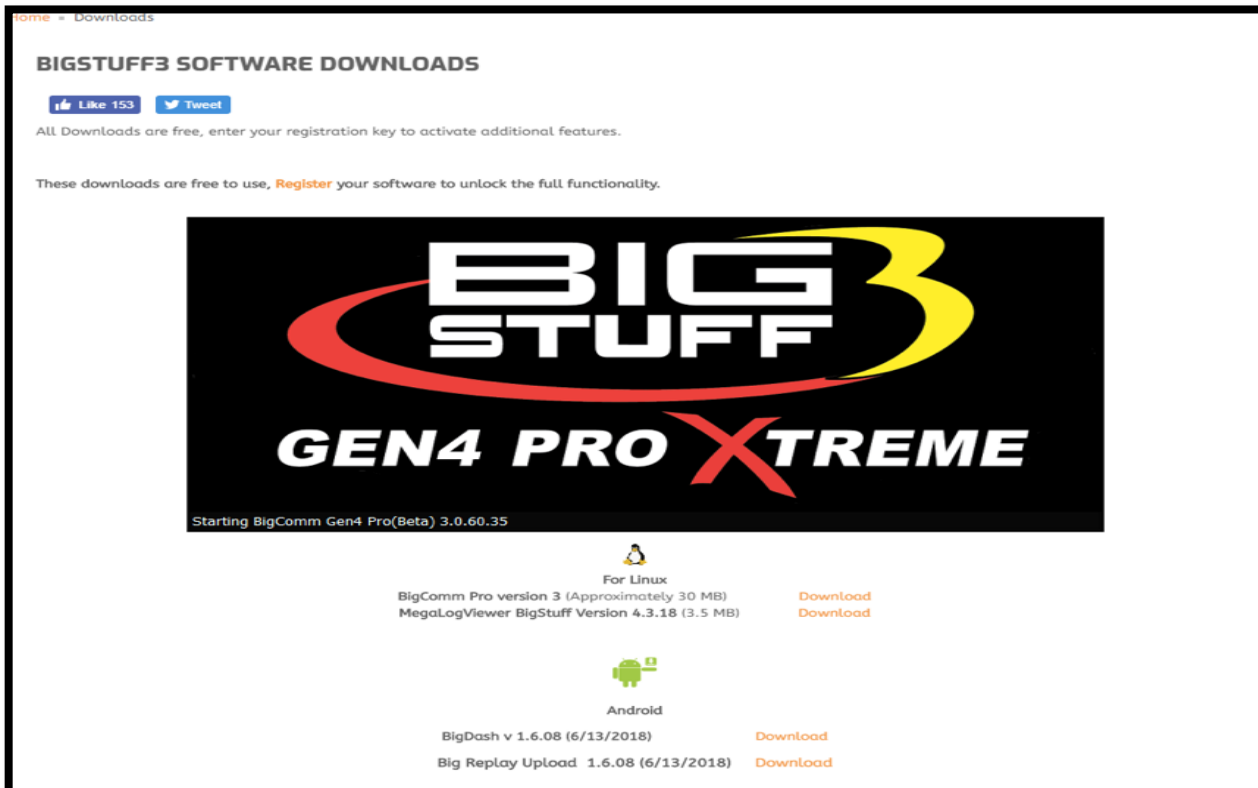 Home » Downloads
BIGSTUFF3 SOFTWARE DOWNLOADS
Like 153 Tweet
All Downloads are free, enter your registration key to activate additional features.
These downloads are free to use, Register your software to unlock the full functionality.
BIG 3
STUFF
GEN4 PRO XTREME
Starting BigComm Gen4 Pro(Beta) 3.0.60.35
For Linux
BigComm Pro version 3 (Approximately 30 MB) Download
MegaLogViewer BigStuff Version 4.3.18 (3.5 MB) Download
Android
BigDash v 1.6.08 (6/13/2018) Download
Big Replay Upload 1.6.08 (6/13/2018) Download